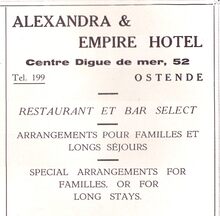 ALEXANDRA &
EMPIRE HOTEL
Centre Digue de mer, 52
Tel. 199 OSTENDE
RESTAURANT ET BAR SELECT
ARRANGEMENTS POUR FAMILLES ET
LONGS SÉJOURS
SPECIAL ARRANGEMENTS FOR
FAMILLES, OR FOR
LONG STAYS.